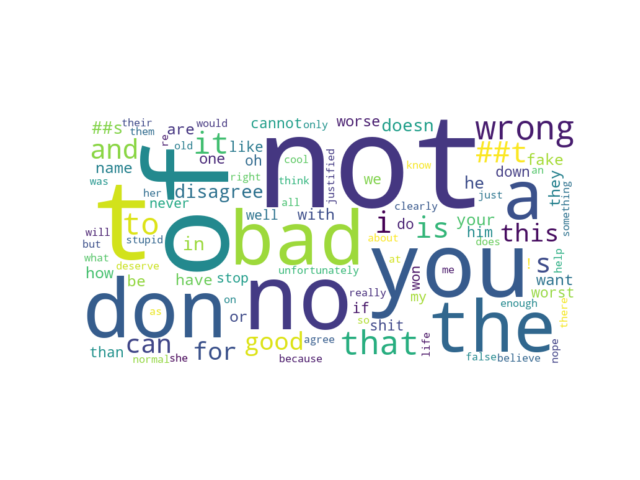 ##s their them are would cannot only worse doesn wrong
and old re it like oh cool justified ##t fake
name one we know he down an they
was never her disagree right think not a just something
will t to f of bad all well with i do clearly is your him this
but what in about does ! s help
how deserve stupid unfortunately at me you want
be have stop won my worst
don on no really if enough there
as or so shit the
than can for good agree that life false believe nope
normal she because